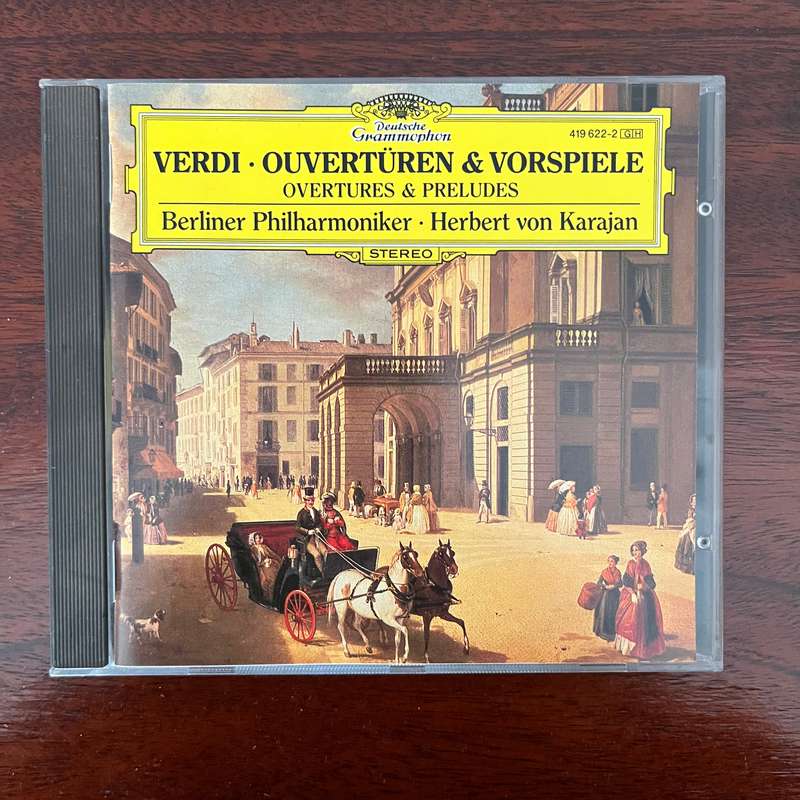 Deutsche
Grammophon
419 622-2 GH
VERDI · OUVERTÜREN & VORSPIELE
OVERTURES & PRELUDES
Berliner Philharmoniker · Herbert von Karajan
STEREO